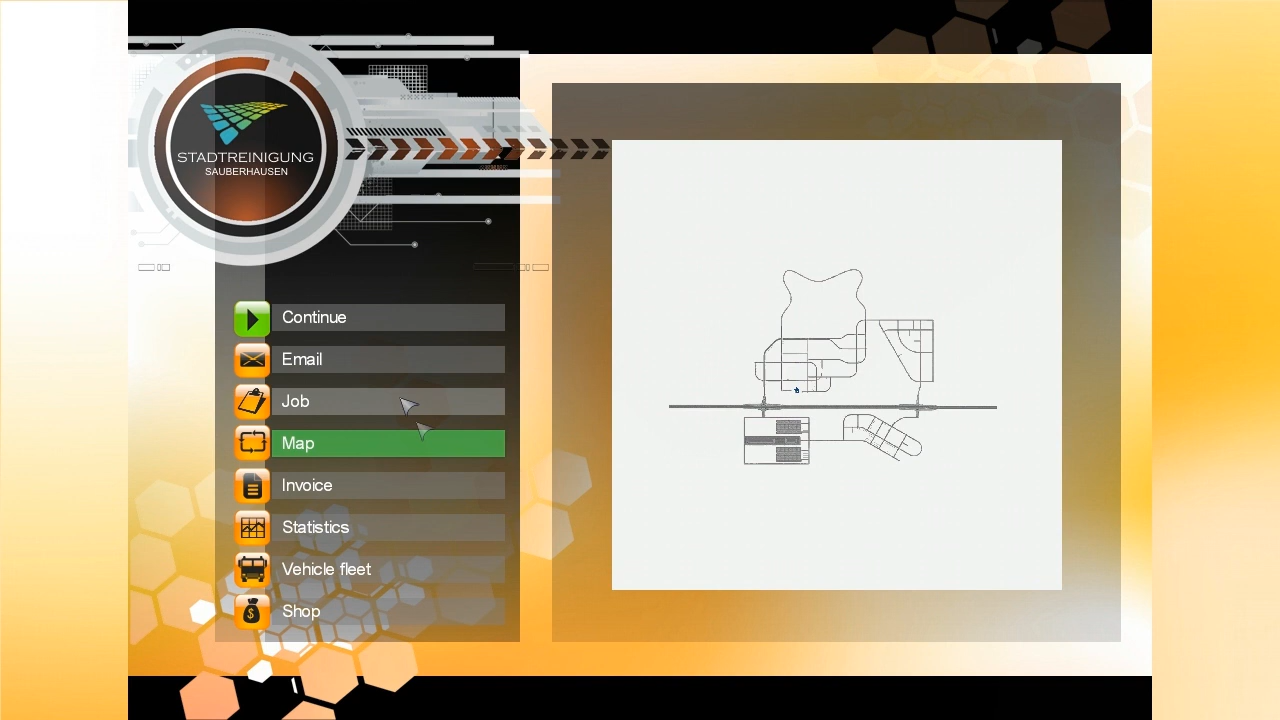 STADTREINIGUNG
SAUBERHAUSEN
Continue
Email
Job
Map
Invoice
Statistics
Vehicle fleet
Shop